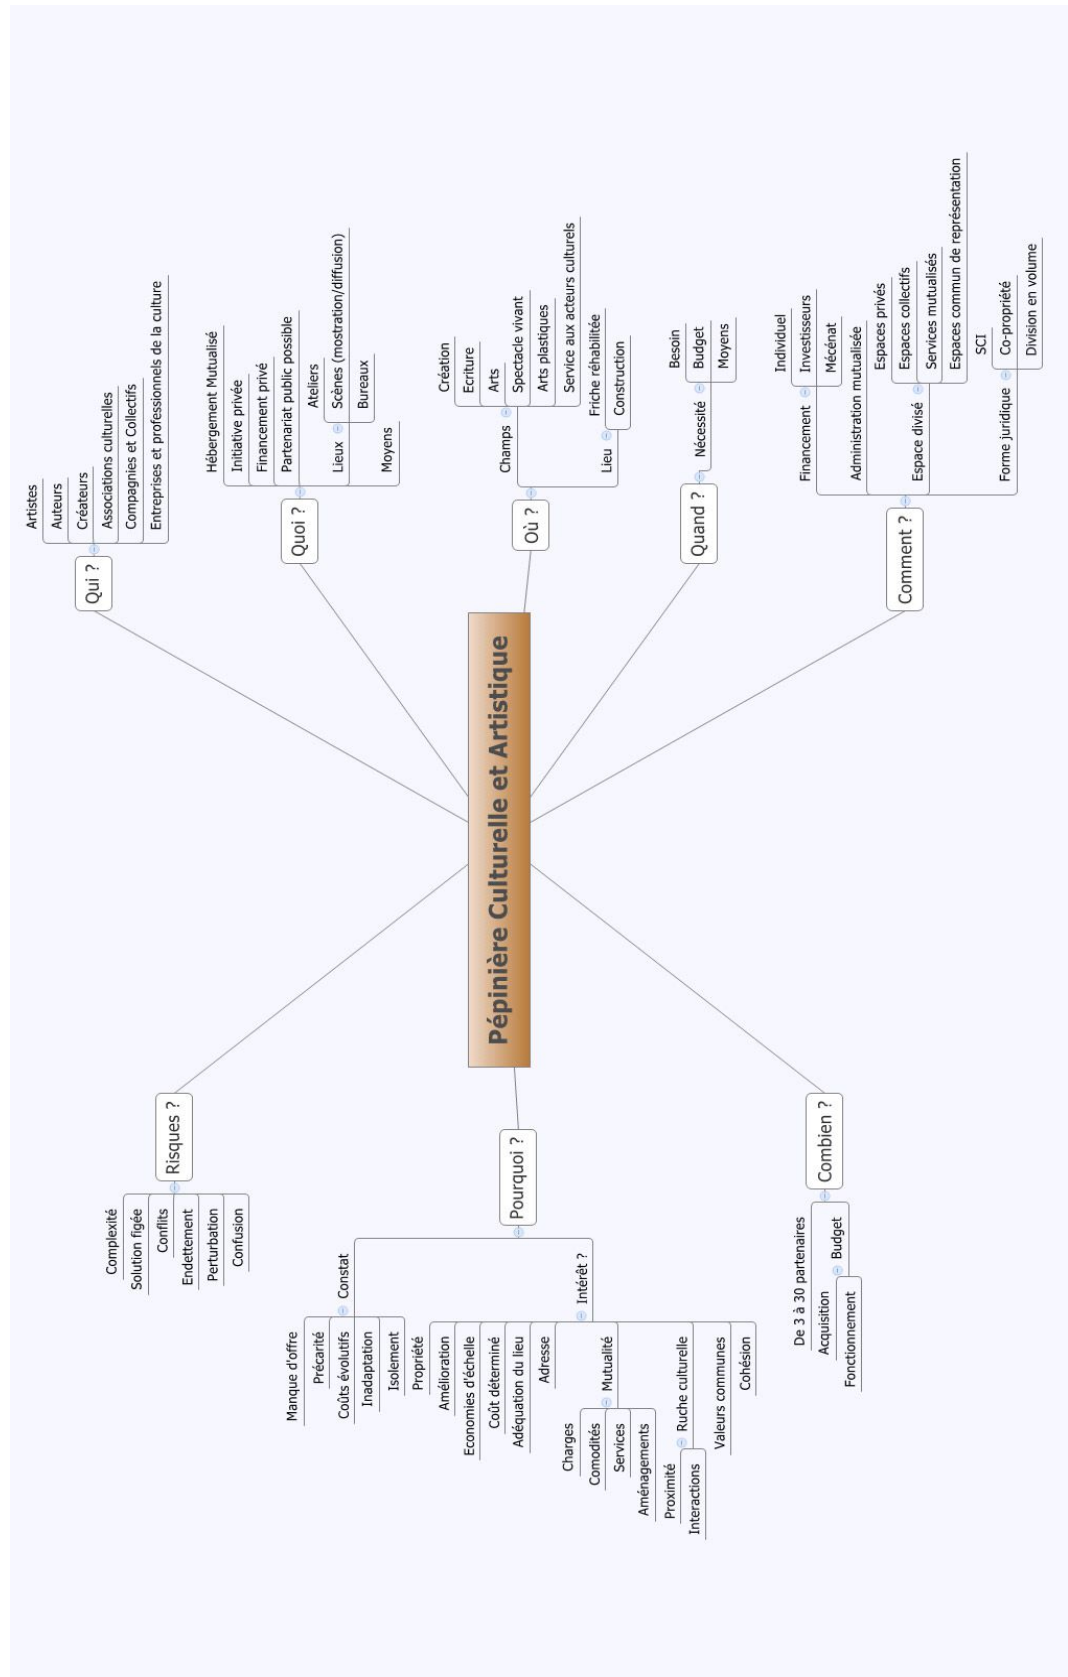 Pépinière Culturelle et Artistique
Qui ?
Artistes
Auteurs
Créateurs
Associations culturelles
Compagnies et Collectifs
Entreprises et professionnels de la culture
Quoi ?
Hébergement Mutualisé
Initiative privée
Financement privé
Partenariat public possible
Lieux
Ateliers
Scènes (mostration/diffusion)
Bureaux
Moyens
Où ?
Champs
Création
Ecriture
Arts
Spectacle vivant
Arts plastiques
Service aux acteurs culturels
Lieu
Friche réhabilitée
Construction
Quand ?
Nécessité
Besoin
Budget
Moyens
Comment ?
Financement
Individuel
Investisseurs
Mécénat
Administration mutualisée
Espace divisé
Espaces privés
Espaces collectifs
Services mutualisés
Espaces commun de représentation
Forme juridique
SCI
Co-propriété
Division en volume
Risques ?
Complexité
Solution figée
Conflits
Endettement
Perturbation
Confusion
Pourquoi ?
Constat
Manque d'offre
Précarité
Coûts évolutifs
Inadaptation
Isolement
Intérêt ?
Propriété
Amélioration
Economies d'échelle
Coût déterminé
Adéquation du lieu
Adresse
Mutualité
Charges
Comodités
Services
Aménagements
Ruche culturelle
Proximité
Interactions
Valeurs communes
Cohésion
Combien ?
De 3 à 30 partenaires
Budget
Acquisition
Fonctionnement